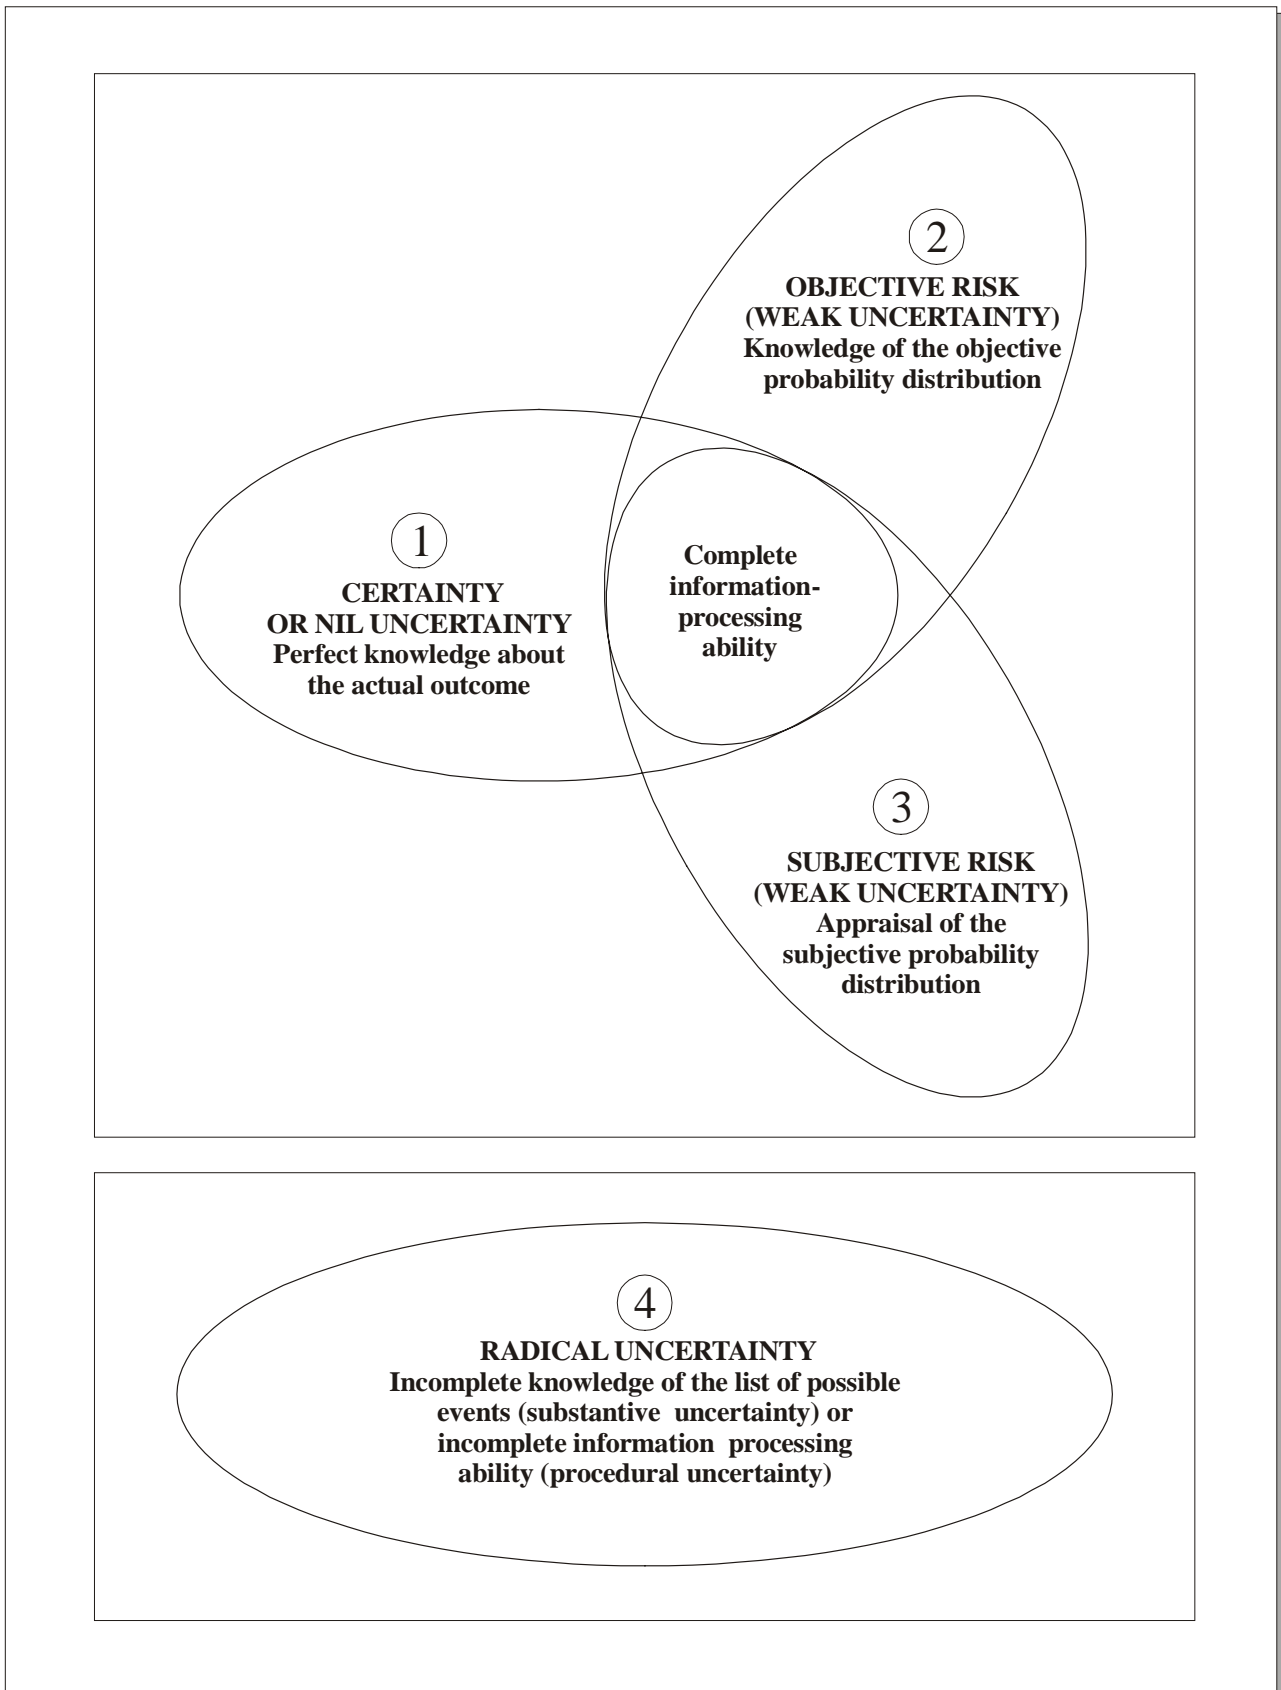 2
OBJECTIVE RISK
(WEAK UNCERTAINTY)
Knowledge of the objective
probability distribution
1
CERTAINTY
OR NIL UNCERTAINTY
Perfect knowledge about
the actual outcome
Complete
information-
processing
ability
3
SUBJECTIVE RISK
(WEAK UNCERTAINTY)
Appraisal of the
subjective probability
distribution
4
RADICAL UNCERTAINTY
Incomplete knowledge of the list of possible
events (substantive uncertainty) or
incomplete information processing
ability (procedural uncertainty)